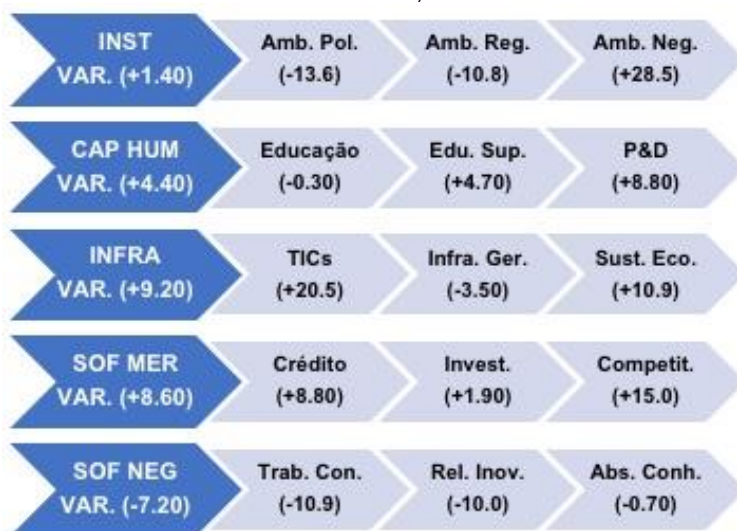 INST
VAR. (+1.40)
Amb. Pol.
(-13.6)
Amb. Reg.
(-10.8)
Amb. Neg.
(+28.5)
CAP HUM
VAR. (+4.40)
Educação
(-0.30)
Edu. Sup.
(+4.70)
P&D
(+8.80)
INFRA
VAR. (+9.20)
TICs
(+20.5)
Infra. Ger.
(-3.50)
Sust. Eco.
(+10.9)
SOF MER
VAR. (+8.60)
Crédito
(+8.80)
Invest.
(+1.90)
Competit.
(+15.0)
SOF NEG
VAR. (-7.20)
Trab. Con.
(-10.9)
Rel. Inov.
(-10.0)
Abs. Conh.
(-0.70)